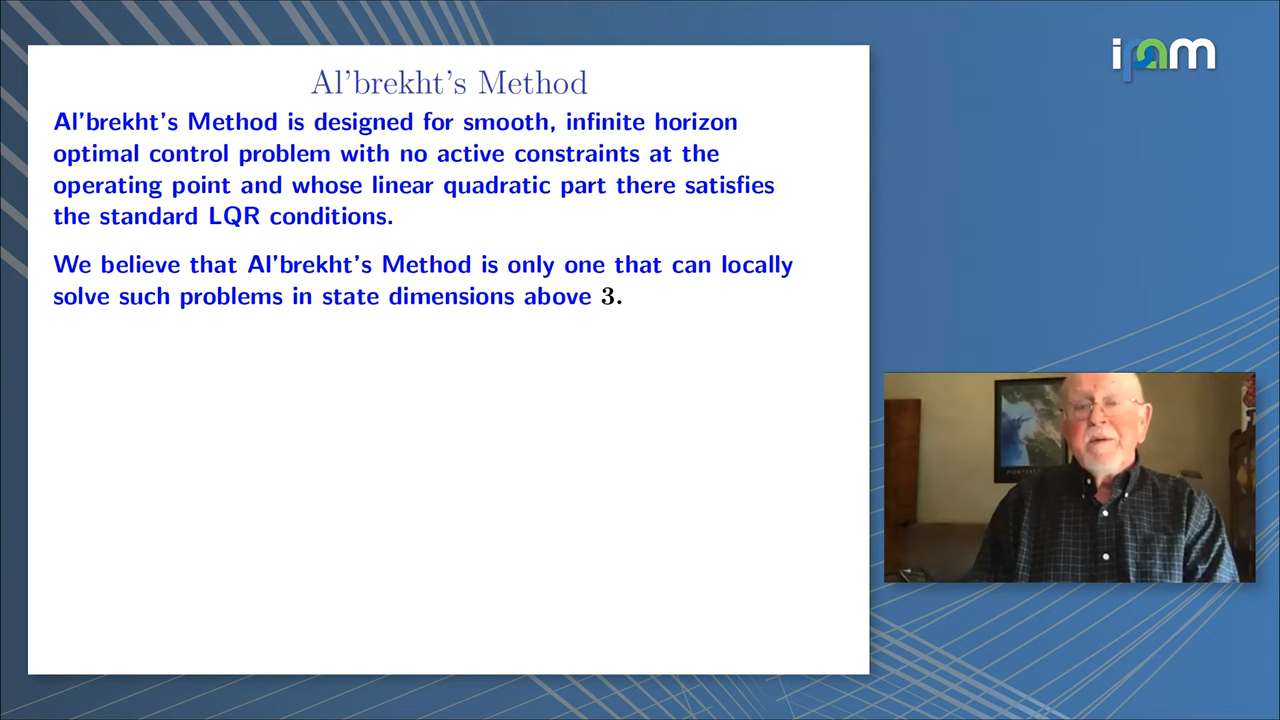 Al'brekht's Method
Al'brekht's Method is designed for smooth, infinite horizon
optimal control problem with no active constraints at the
operating point and whose linear quadratic part there satisfies
the standard LQR conditions.
We believe that Al'brekht's Method is only one that can locally
solve such problems in state dimensions above 3.
ipam